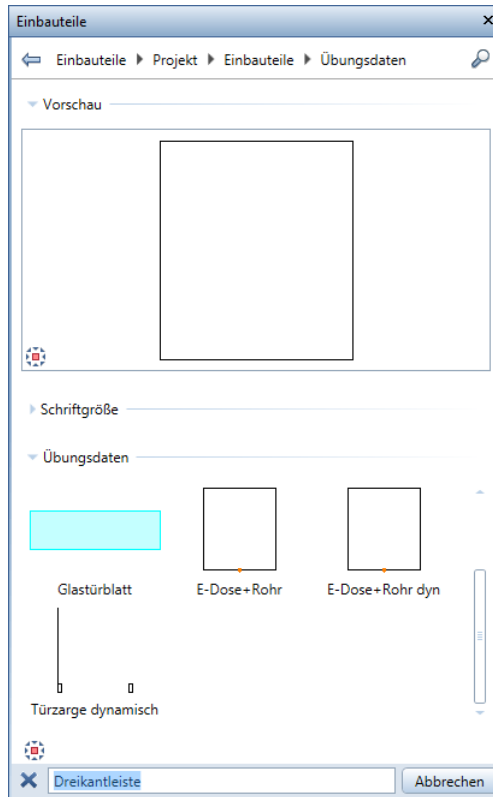 Einbauteile
Einbauteile Projekt Einbauteile Übungsdaten
Vorschau
Schriftgröße
Übungsdaten
Glastürblatt E-Dose+Rohr E-Dose+Rohr dyn
Türzarge dynamisch
Dreikantleiste Abbrechen